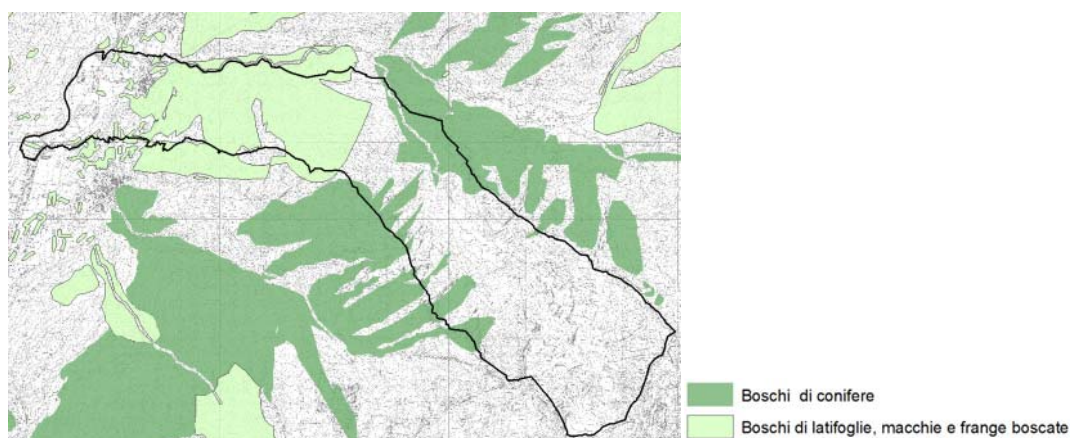 Boschi di conifere
Boschi di latifoglie, macchie e frange boscate